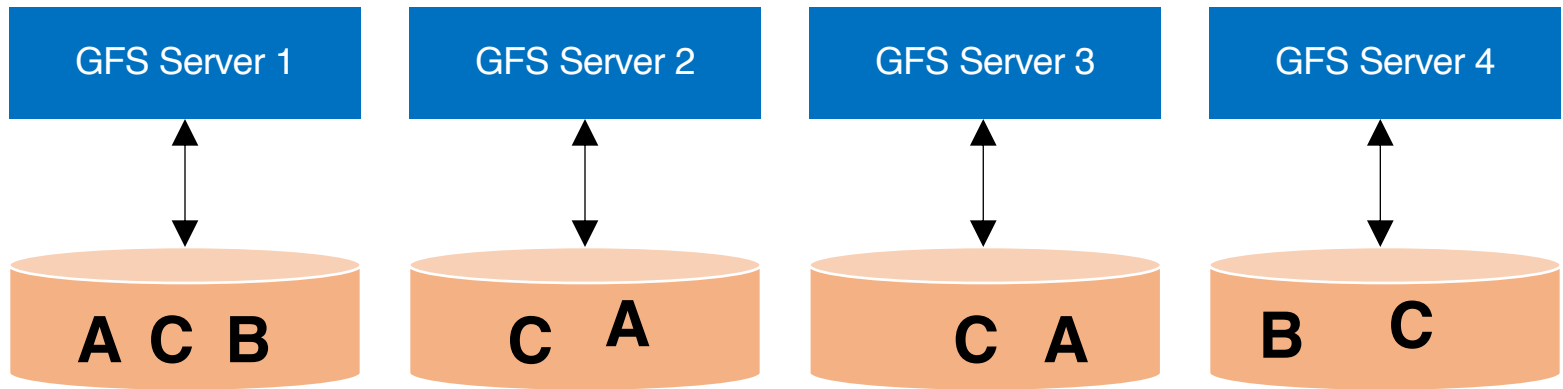 GFS Server 1
GFS Server 2
GFS Server 3
GFS Server 4
A C B
C A
C A
B C